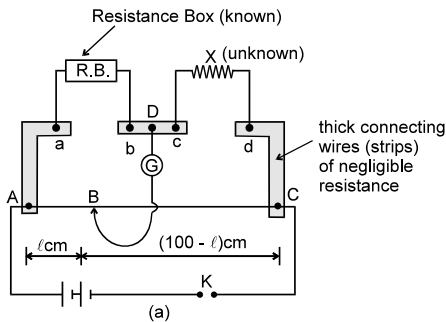 Resistance Box (known)
R.B.
X (unknown)
D
a
b
c
d
G
thick connecting
wires (strips)
of negligible
resistance
A
B
C
ℓcm
(100 - ℓ)cm
K
(a)